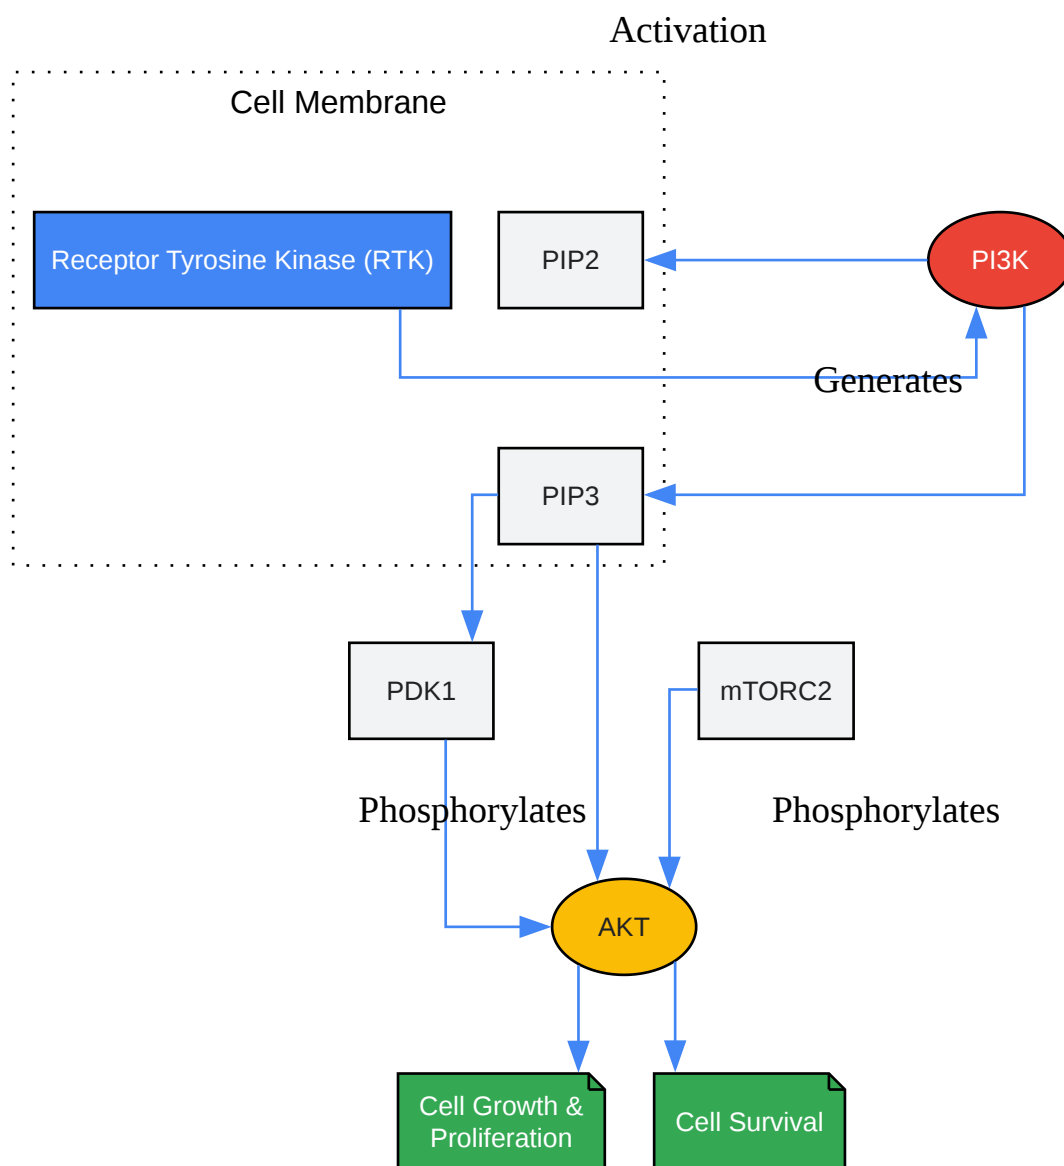 Activation
Cell Membrane
Receptor Tyrosine Kinase (RTK)
PIP2
PI3K
Generates
PIP3
PDK1
mTORC2
Phosphorylates
Phosphorylates
AKT
Cell Growth &
Proliferation
Cell Survival